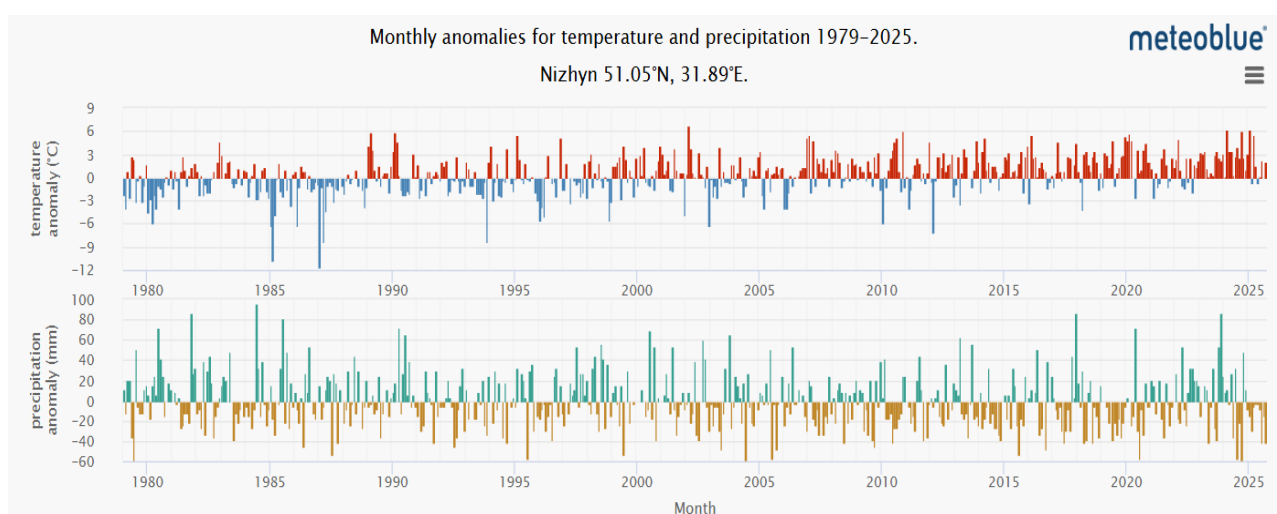 Monthly anomalies for temperature and precipitation 1979-2025.
meteoblue®
Nizhyn 51.05°N, 31.89°E.
temperature
anomaly (°C)
9
6
3
0
-3
-6
-9
-12
1980 1985 1990 1995 2000 2005 2010 2015 2020 2025
precipitation
anomaly (mm)
100
80
60
40
20
0
-20
-40
-60
1980 1985 1990 1995 2000 2005 2010 2015 2020 2025
Month